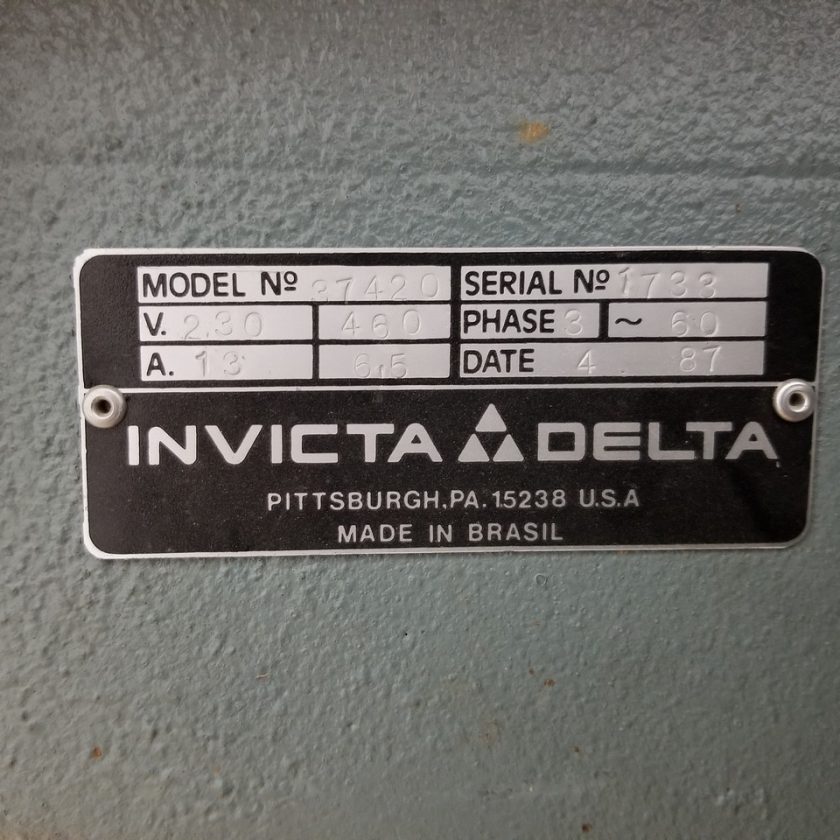 MODEL Nº 37420 SERIAL Nº 1733
V. 230 460 PHASE 3 ~ 60
A. 13 6,5 DATE 4 87
INVICTA DELTA
PITTSBURGH,PA.15238 U.S.A
MADE IN BRASIL